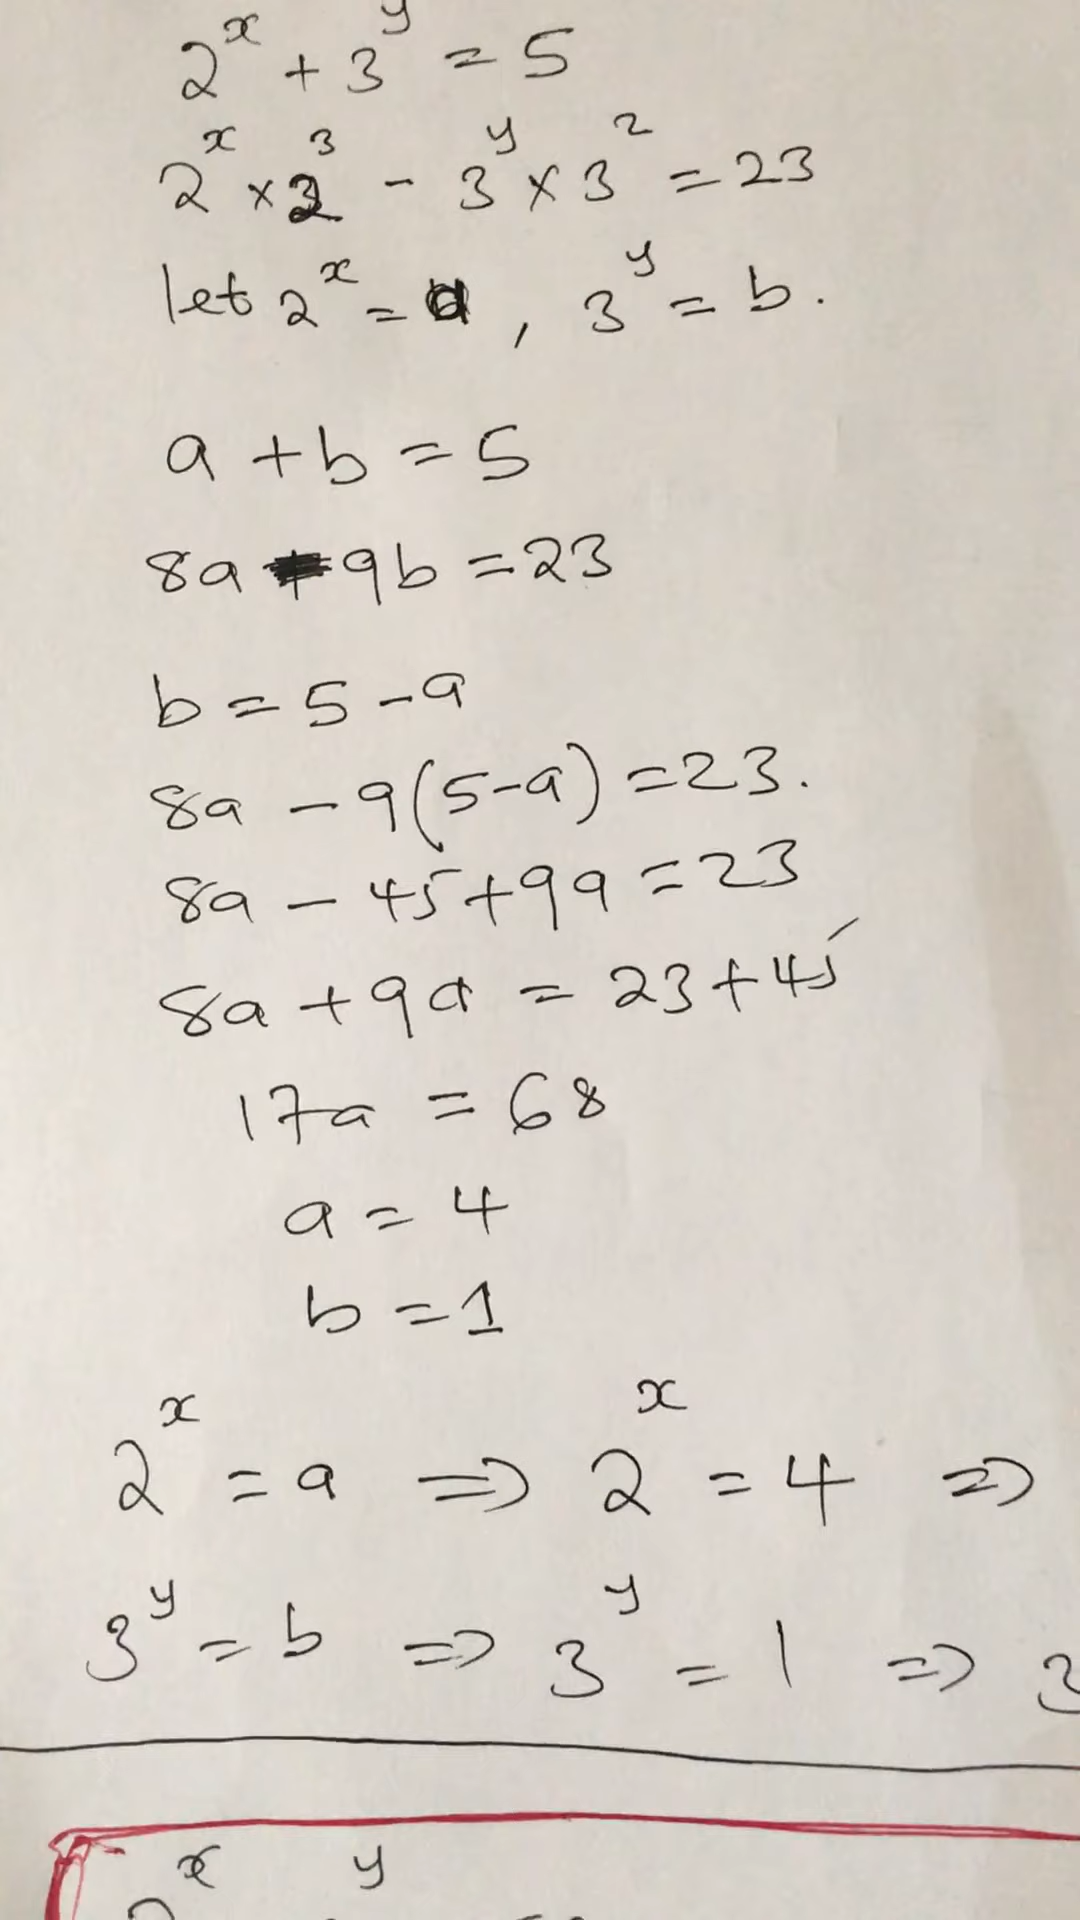 2^x + 3^y = 5
2^x × 2^3 - 3^y × 3^2 = 23
let 2^x = a, 3^y = b.
a + b = 5
8a - 9b = 23
b = 5 - a
8a - 9(5-a) = 23.
8a - 45 + 9a = 23
8a + 9a = 23 + 45
17a = 68
a = 4
b = 1
2^x = a ⇒ 2^x = 4 ⇒
3^y = b ⇒ 3^y = 1 ⇒ 3
x y